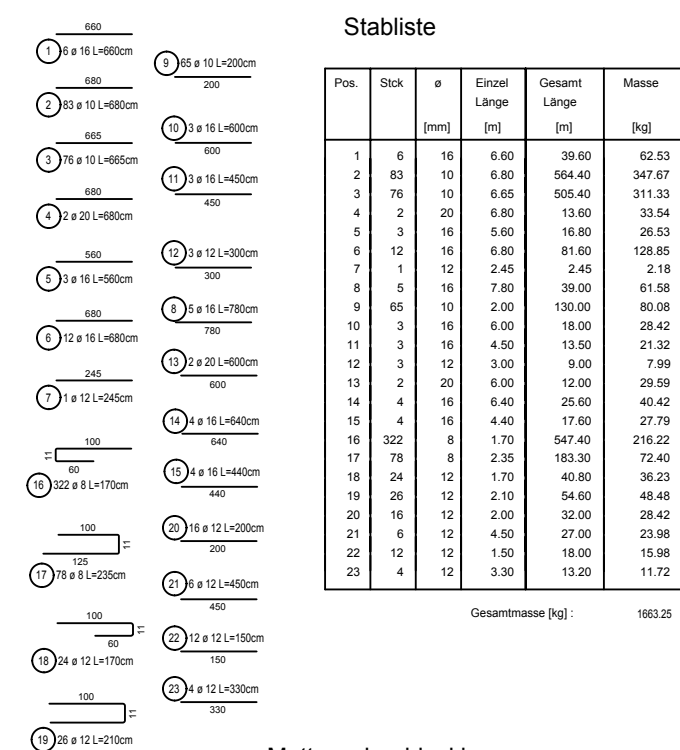 660
1 6 ø 16 L=660cm
680
2 83 ø 10 L=680cm
665
3 76 ø 10 L=665cm
680
4 2 ø 20 L=680cm
560
5 3 ø 16 L=560cm
680
6 12 ø 16 L=680cm
245
7 1 ø 12 L=245cm
100
11
60
16 322 ø 8 L=170cm
100
11
125
17 78 ø 8 L=235cm
100
11
60
18 24 ø 12 L=170cm
100
11
19 26 ø 12 L=210cm
9 65 ø 10 L=200cm
200
10 3 ø 16 L=600cm
600
11 3 ø 16 L=450cm
450
12 3 ø 12 L=300cm
300
8 5 ø 16 L=780cm
780
13 2 ø 20 L=600cm
600
14 4 ø 16 L=640cm
640
15 4 ø 16 L=440cm
440
20 16 ø 12 L=200cm
200
21 6 ø 12 L=450cm
450
22 12 ø 12 L=150cm
150
23 4 ø 12 L=330cm
330
Stabliste
Pos. Stck ø Einzel Gesamt Masse
Länge Länge
[mm] [m] [m] [kg]
1 6 16 6.60 39.60 62.53
2 83 10 6.80 564.40 347.67
3 76 10 6.65 505.40 311.33
4 2 20 6.80 13.60 33.54
5 3 16 5.60 16.80 26.53
6 12 16 6.80 81.60 128.85
7 1 12 2.45 2.45 2.18
8 5 16 7.80 39.00 61.58
9 65 10 2.00 130.00 80.08
10 3 16 6.00 18.00 28.42
11 3 16 4.50 13.50 21.32
12 3 12 3.00 9.00 7.99
13 2 20 6.00 12.00 29.59
14 4 16 6.40 25.60 40.42
15 4 16 4.40 17.60 27.79
16 322 8 1.70 547.40 216.22
17 78 8 2.35 183.30 72.40
18 24 12 1.70 40.80 36.23
19 26 12 2.10 54.60 48.48
20 16 12 2.00 32.00 28.42
21 6 12 4.50 27.00 23.98
22 12 12 1.50 18.00 15.98
23 4 12 3.30 13.20 11.72
Gesamtmasse [kg] : 1663.25